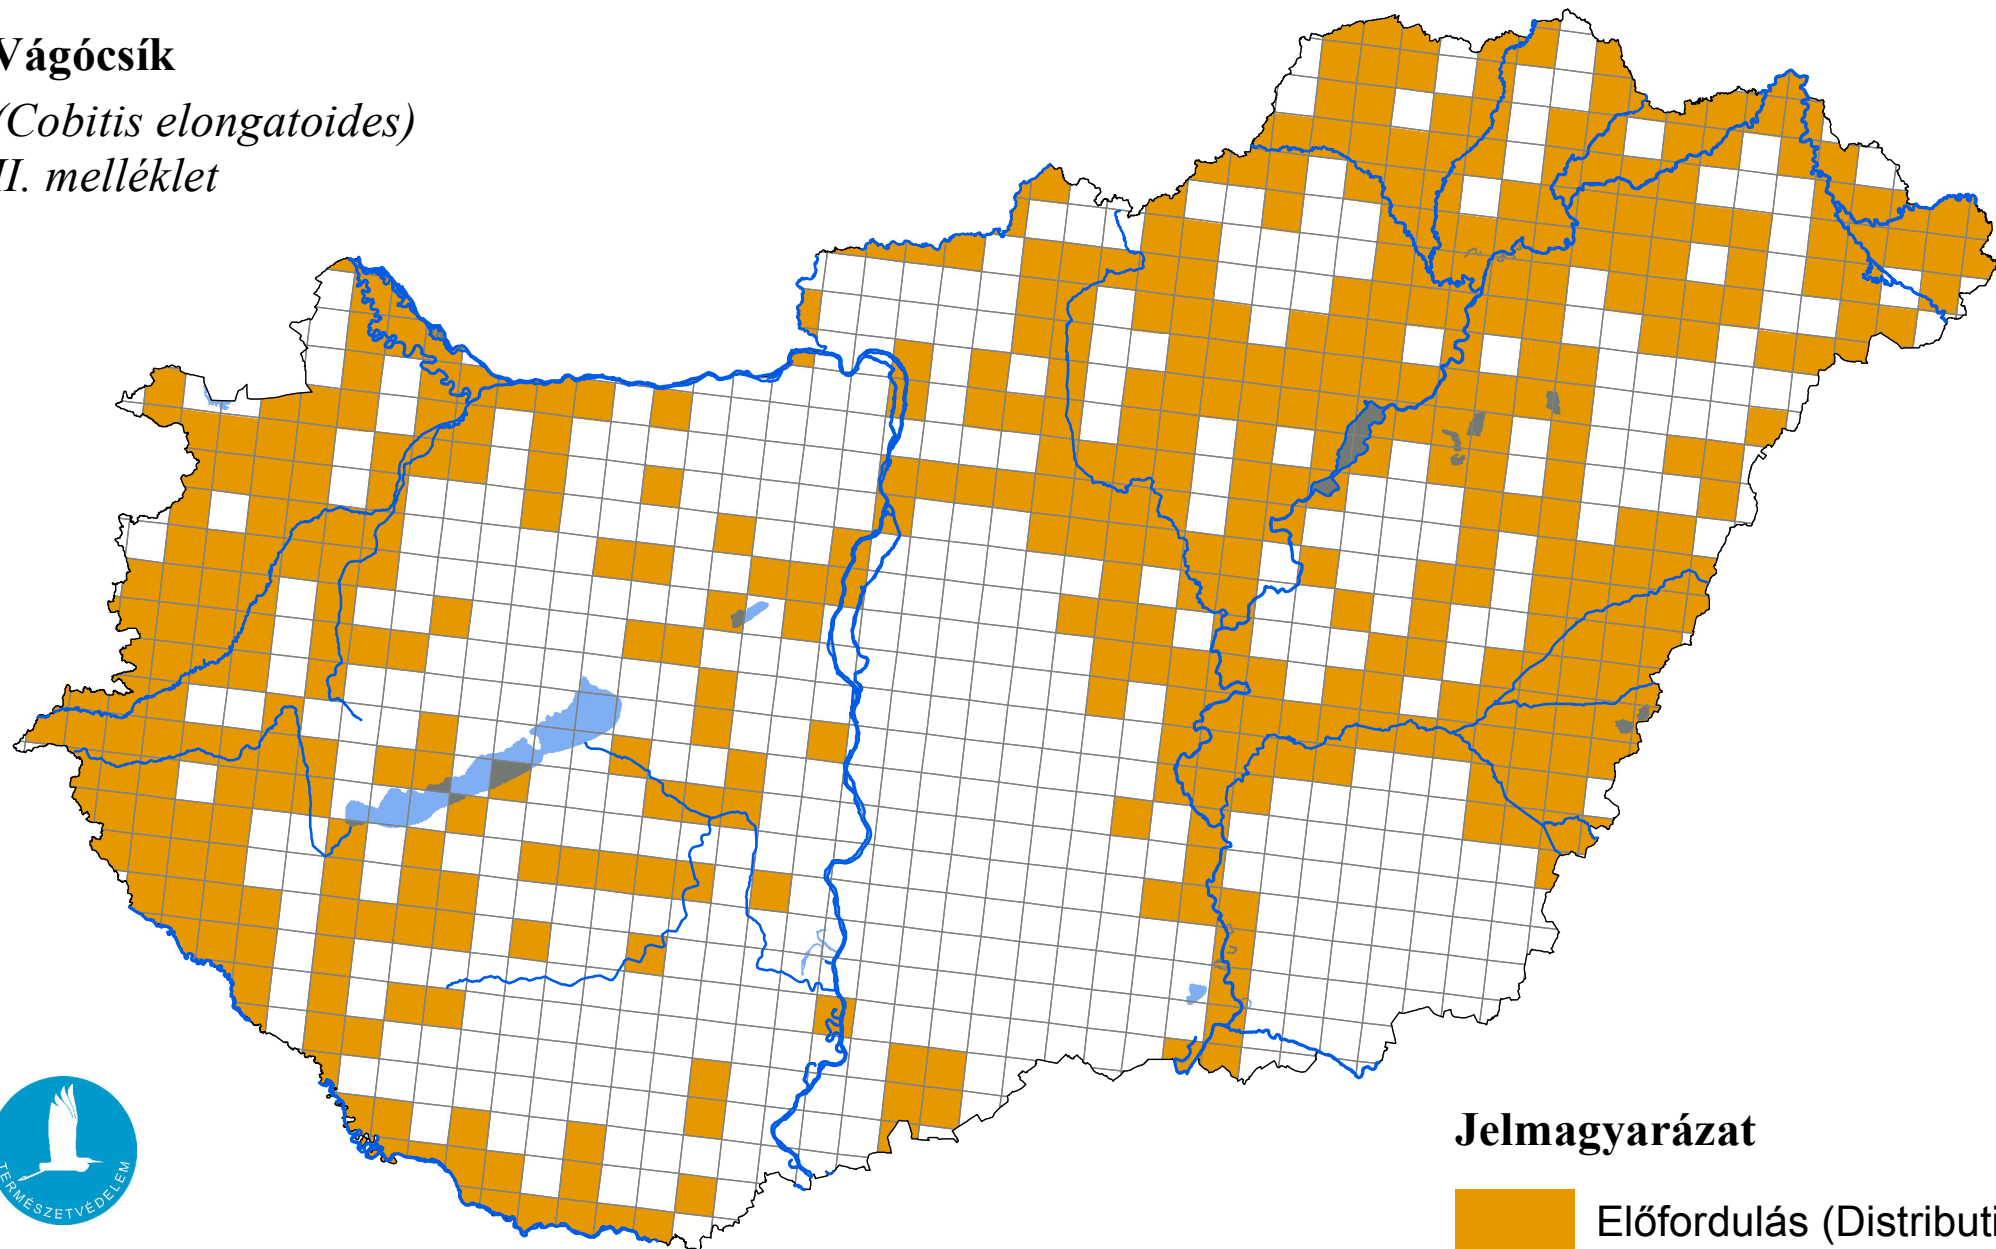 Vágócsík
(Cobitis elongatoides)
II. melléklet
TERMÉSZETVÉDELEM
Jelmagyarázat
Előfordulás (Distributi